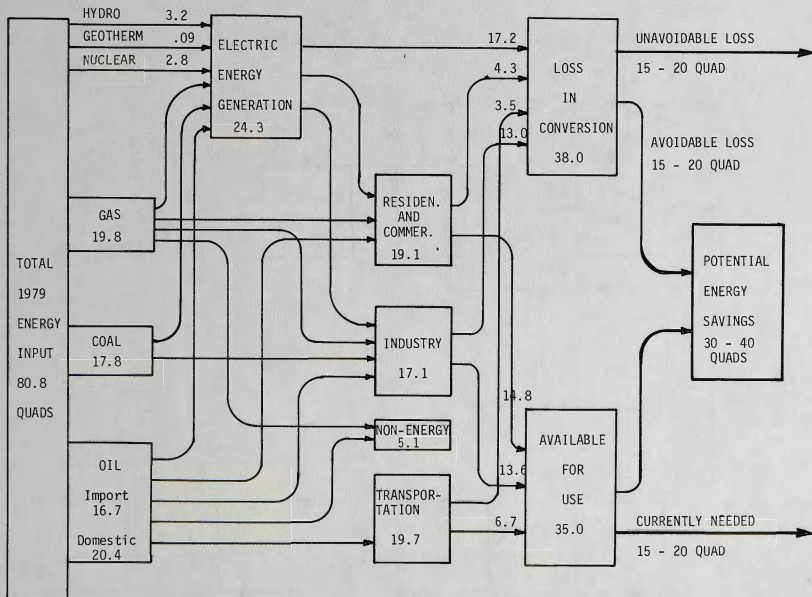 TOTAL
1979
ENERGY
INPUT
80.8
QUADS
HYDRO 3.2
GEOTHERM .09
NUCLEAR 2.8
GAS
19.8
COAL
17.8
OIL
Import
16.7
Domestic
20.4
ELECTRIC
ENERGY
GENERATION
24.3
RESIDEN.
AND
COMMER.
19.1
INDUSTRY
17.1
NON-ENERGY
5.1
TRANSPOR-
TATION
19.7
17.2
4.3
3.5
13.0
14.8
13.6
6.7
LOSS
IN
CONVERSION
38.0
AVAILABLE
FOR
USE
35.0
UNAVOIDABLE LOSS
15 - 20 QUAD
AVOIDABLE LOSS
15 - 20 QUAD
POTENTIAL
ENERGY
SAVINGS
30 - 40
QUADS
CURRENTLY NEEDED
15 - 20 QUAD